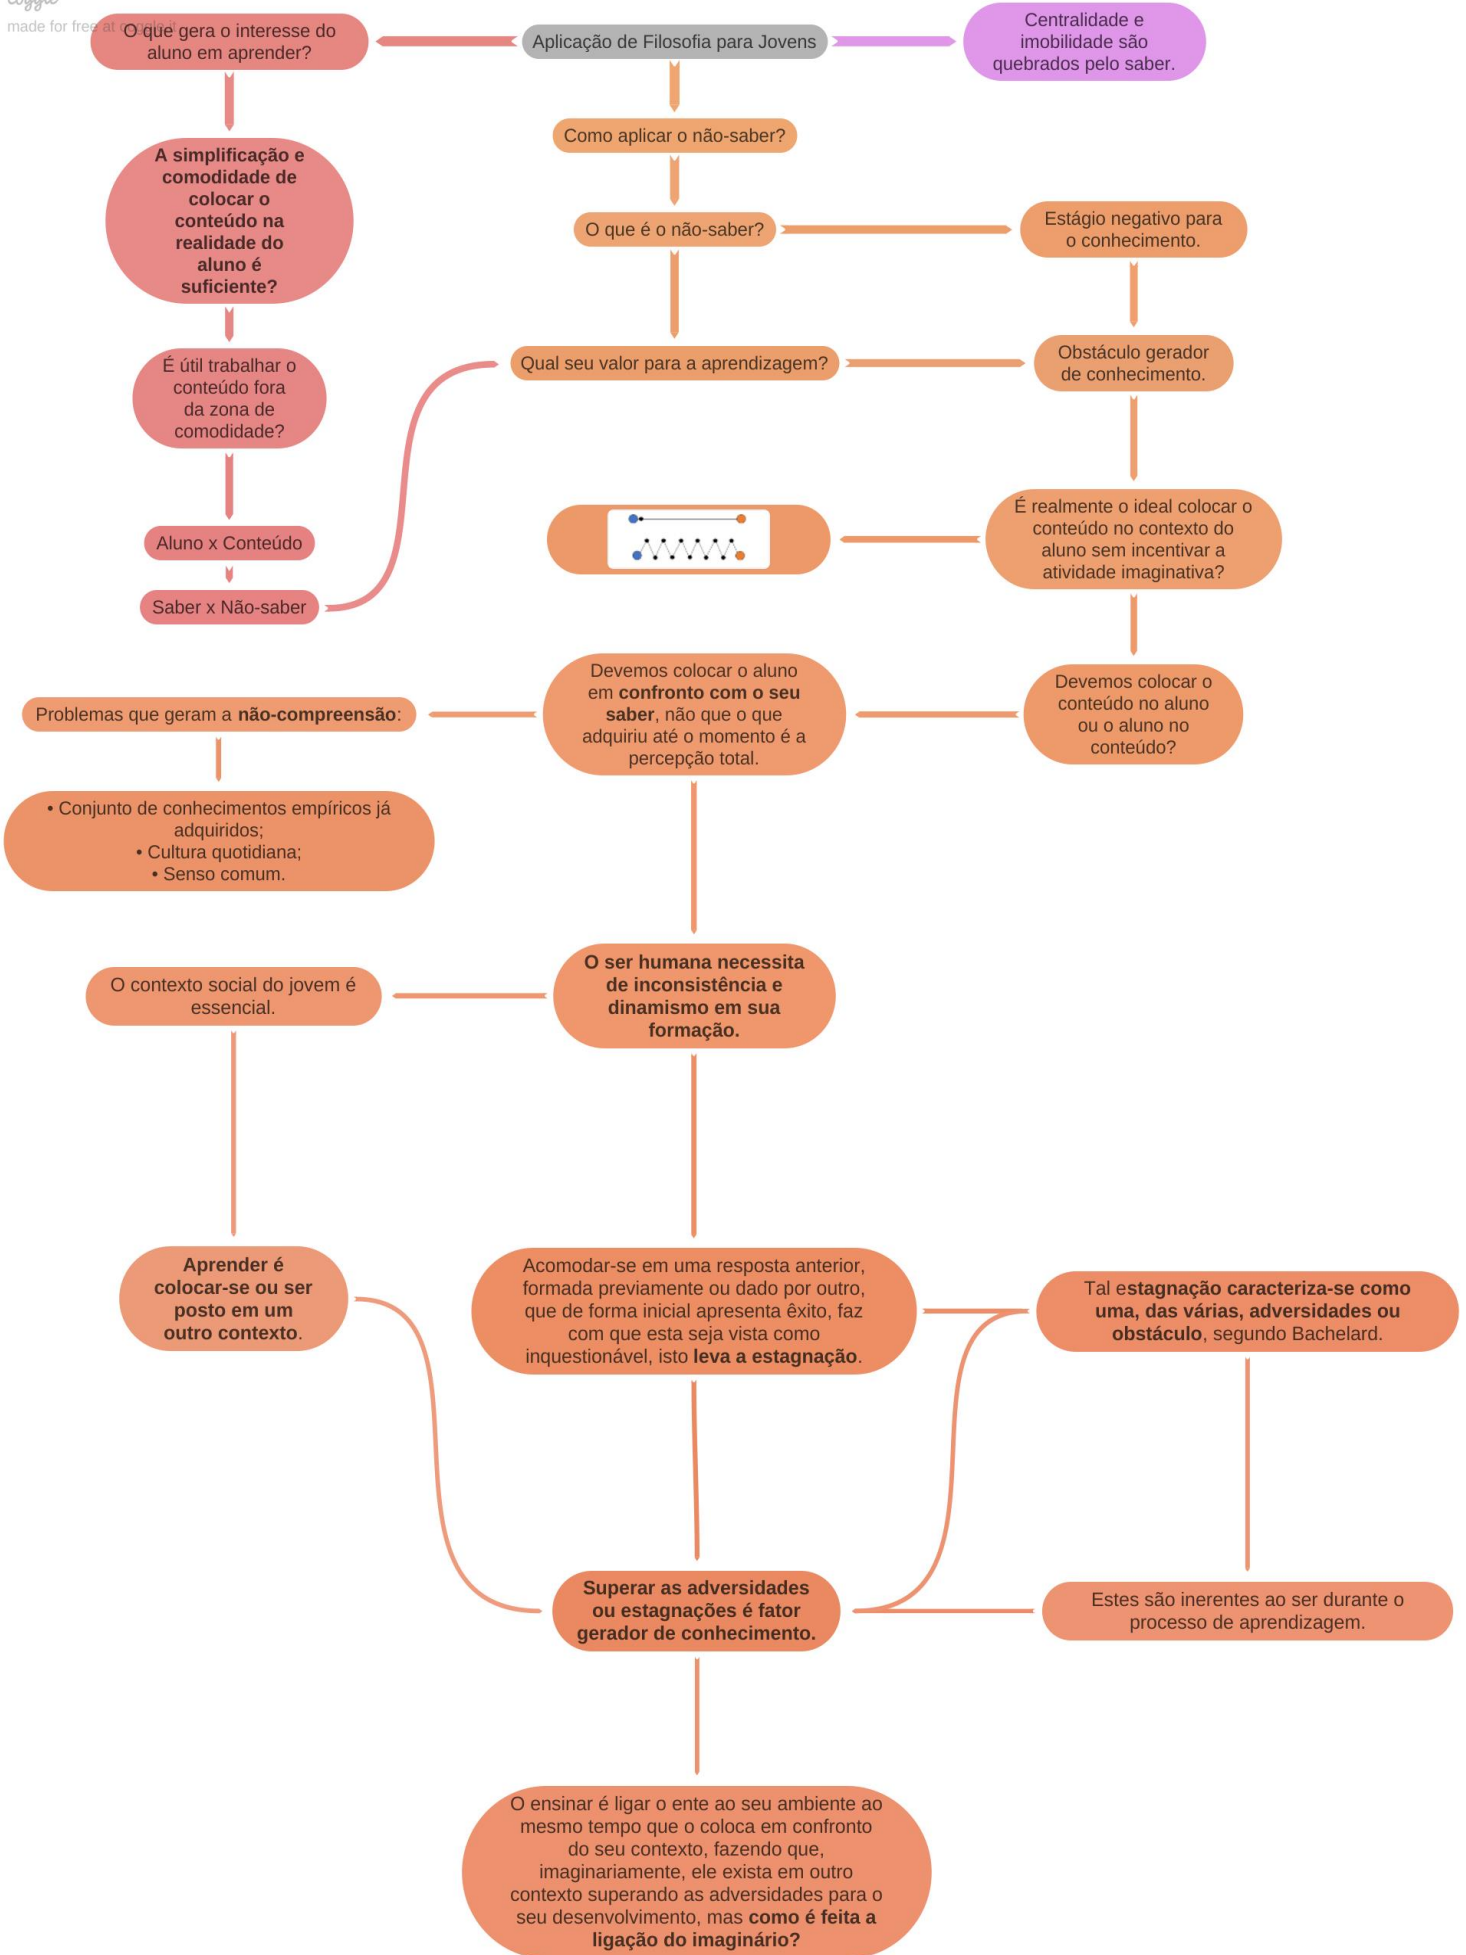 coggle
made for free at coggle.it
O que gera o interesse do
aluno em aprender?
Aplicação de Filosofia para Jovens
Centralidade e
imobilidade são
quebrados pelo saber.
Como aplicar o não-saber?
A simplificação e
comodidade de
colocar o
conteúdo na
realidade do
aluno é
suficiente?
O que é o não-saber?
Estágio negativo para
o conhecimento.
É útil trabalhar o
conteúdo fora
da zona de
comodidade?
Qual seu valor para a aprendizagem?
Obstáculo gerador
de conhecimento.
Aluno x Conteúdo
Saber x Não-saber
É realmente o ideal colocar o
conteúdo no contexto do
aluno sem incentivar a
atividade imaginativa?
Devemos colocar o
conteúdo no aluno
ou o aluno no
conteúdo?
Devemos colocar o aluno
em confronto com o seu
saber, não que o que
adquiriu até o momento é a
percepção total.
Problemas que geram a não-compreensão:
• Conjunto de conhecimentos empíricos já
adquiridos;
• Cultura quotidiana;
• Senso comum.
O ser humana necessita
de inconsistência e
dinamismo em sua
formação.
O contexto social do jovem é
essencial.
Aprender é
colocar-se ou ser
posto em um
outro contexto.
Acomodar-se em uma resposta anterior,
formada previamente ou dado por outro,
que de forma inicial apresenta êxito, faz
com que esta seja vista como
inquestionável, isto leva a estagnação.
Tal estagnação caracteriza-se como
uma, das várias, adversidades ou
obstáculo, segundo Bachelard.
Superar as adversidades
ou estagnações é fator
gerador de conhecimento.
Estes são inerentes ao ser durante o
processo de aprendizagem.
O ensinar é ligar o ente ao seu ambiente ao
mesmo tempo que o coloca em confronto
do seu contexto, fazendo que,
imaginariamente, ele exista em outro
contexto superando as adversidades para o
seu desenvolvimento, mas como é feita a
ligação do imaginário?